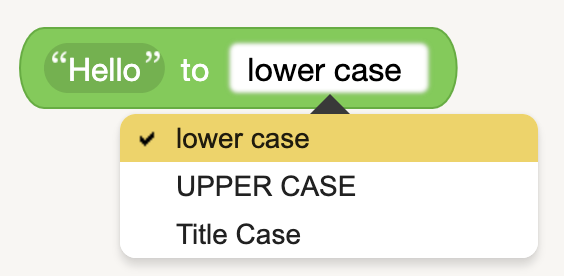 “Hello” to lower case
lower case
UPPER CASE
Title Case